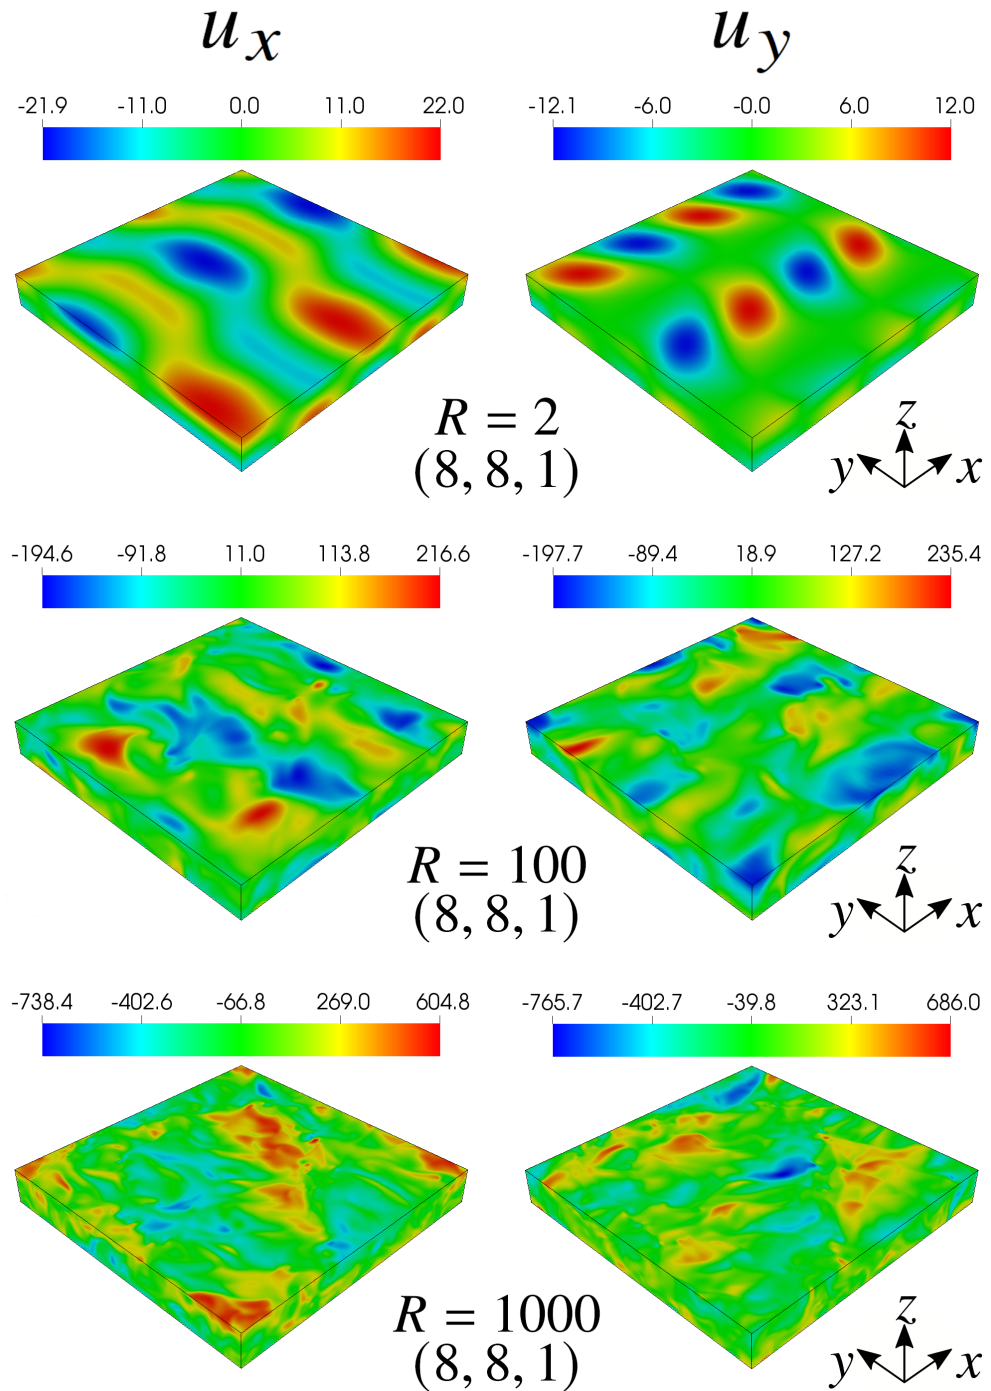 u_x u_y
-21.9 -11.0 0.0 11.0 22.0
-12.1 -6.0 -0.0 6.0 12.0
R = 2
(8, 8, 1)
z
y x
-194.6 -91.8 11.0 113.8 216.6
-197.7 -89.4 18.9 127.2 235.4
R = 100
(8, 8, 1)
z
y x
-738.4 -402.6 -66.8 269.0 604.8
-765.7 -402.7 -39.8 323.1 686.0
R = 1000
(8, 8, 1)
z
y x